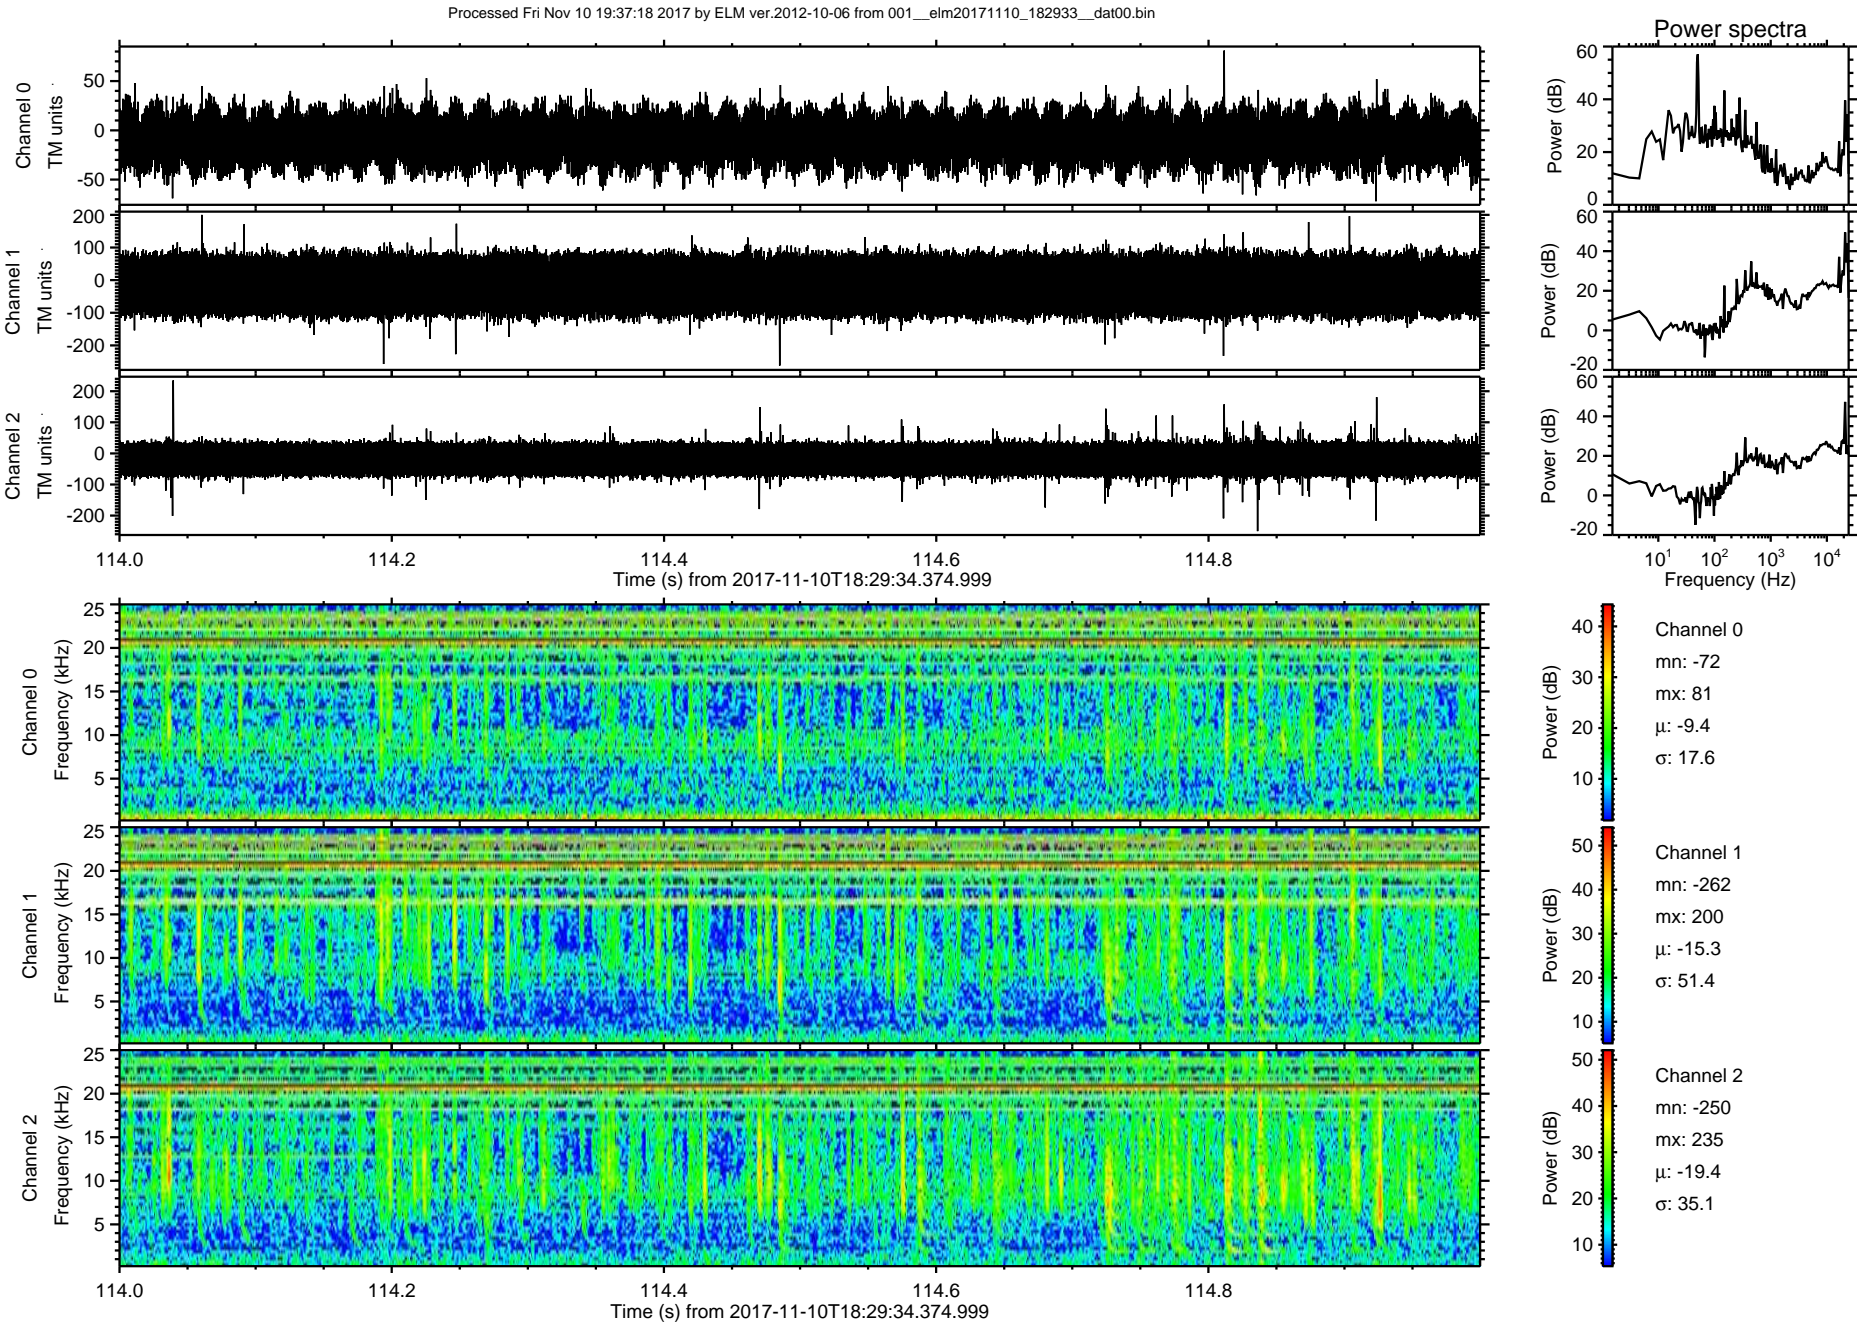 Processed Fri Nov 10 19:37:18 2017 by ELM ver.2012-10-06 from 001__elm20171110_182933__dat00.bin
Power spectra
Channel 0
TM units
50
0
-50
Power (dB)
60
40
20
0
Channel 1
TM units
200
100
0
-100
-200
Power (dB)
60
40
20
0
-20
Channel 2
TM units
200
100
0
-100
-200
Power (dB)
60
40
20
0
-20
114.0 114.2 114.4 114.6 114.8
Time (s) from 2017-11-10T18:29:34.374.999
10^1 10^2 10^3 10^4
Frequency (Hz)
Channel 0
Frequency (kHz)
25
20
15
10
5
Power (dB)
40
30
20
10
Channel 0
mn: -72
mx: 81
μ: -9.4
σ: 17.6
Channel 1
Frequency (kHz)
25
20
15
10
5
Power (dB)
50
40
30
20
10
Channel 1
mn: -262
mx: 200
μ: -15.3
σ: 51.4
Channel 2
Frequency (kHz)
25
20
15
10
5
Power (dB)
50
40
30
20
10
Channel 2
mn: -250
mx: 235
μ: -19.4
σ: 35.1
114.0 114.2 114.4 114.6 114.8
Time (s) from 2017-11-10T18:29:34.374.999